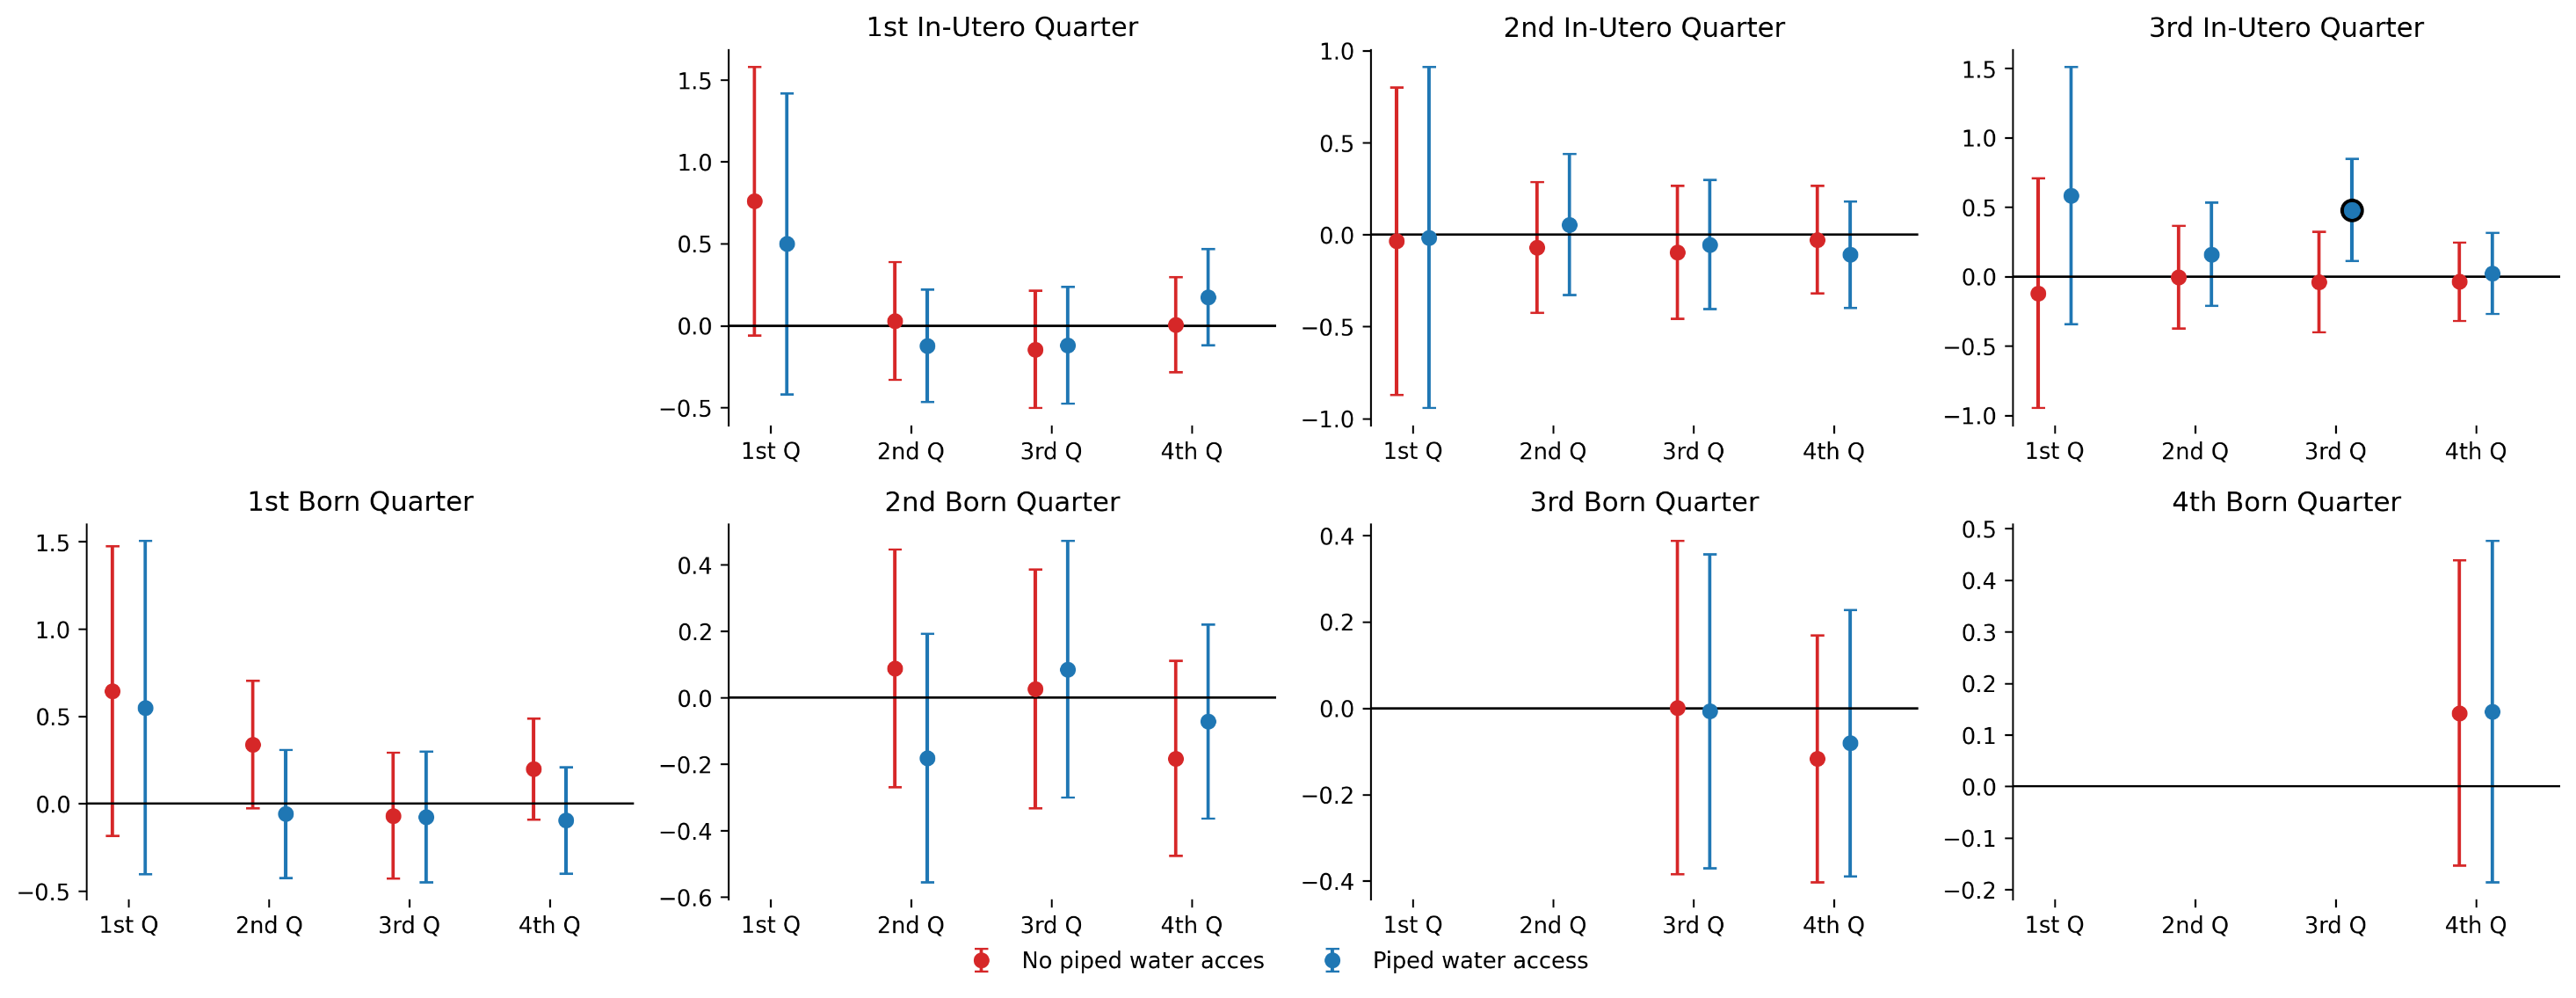 1st In-Utero Quarter
1.5
1.0
0.5
0.0
−0.5
1st Q 2nd Q 3rd Q 4th Q
2nd In-Utero Quarter
1.0
0.5
0.0
−0.5
−1.0
1st Q 2nd Q 3rd Q 4th Q
3rd In-Utero Quarter
1.5
1.0
0.5
0.0
−0.5
−1.0
1st Q 2nd Q 3rd Q 4th Q
1st Born Quarter
1.5
1.0
0.5
0.0
−0.5
1st Q 2nd Q 3rd Q 4th Q
2nd Born Quarter
0.4
0.2
0.0
−0.2
−0.4
−0.6
1st Q 2nd Q 3rd Q 4th Q
3rd Born Quarter
0.4
0.2
0.0
−0.2
−0.4
1st Q 2nd Q 3rd Q 4th Q
4th Born Quarter
0.5
0.4
0.3
0.2
0.1
0.0
−0.1
−0.2
1st Q 2nd Q 3rd Q 4th Q
No piped water acces Piped water access